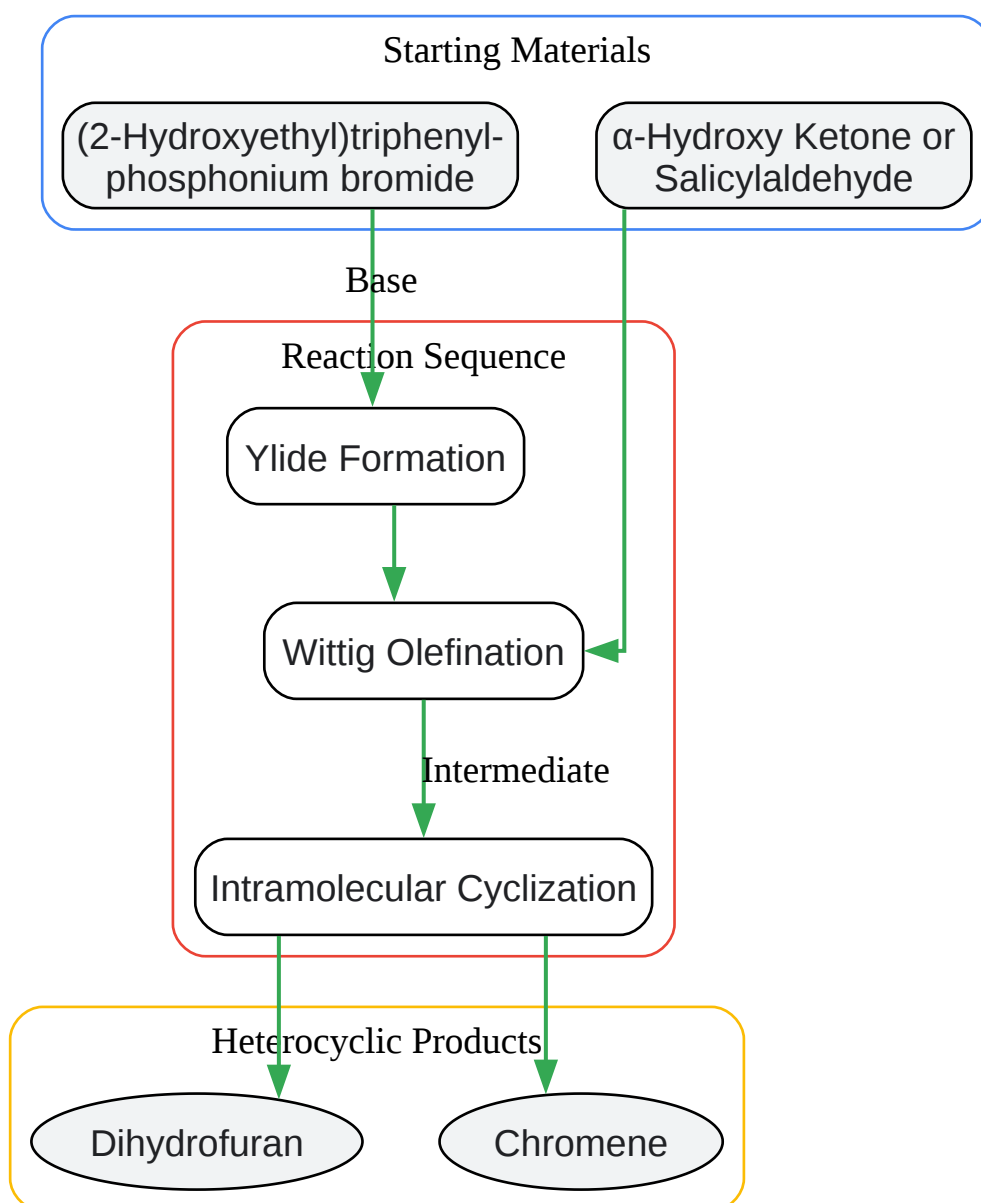 Starting Materials
(2-Hydroxyethyl)triphenyl-
phosphonium bromide
α-Hydroxy Ketone or
Salicylaldehyde
Base
Reaction Sequence
Ylide Formation
Wittig Olefination
Intermediate
Intramolecular Cyclization
Heterocyclic Products
Dihydrofuran
Chromene